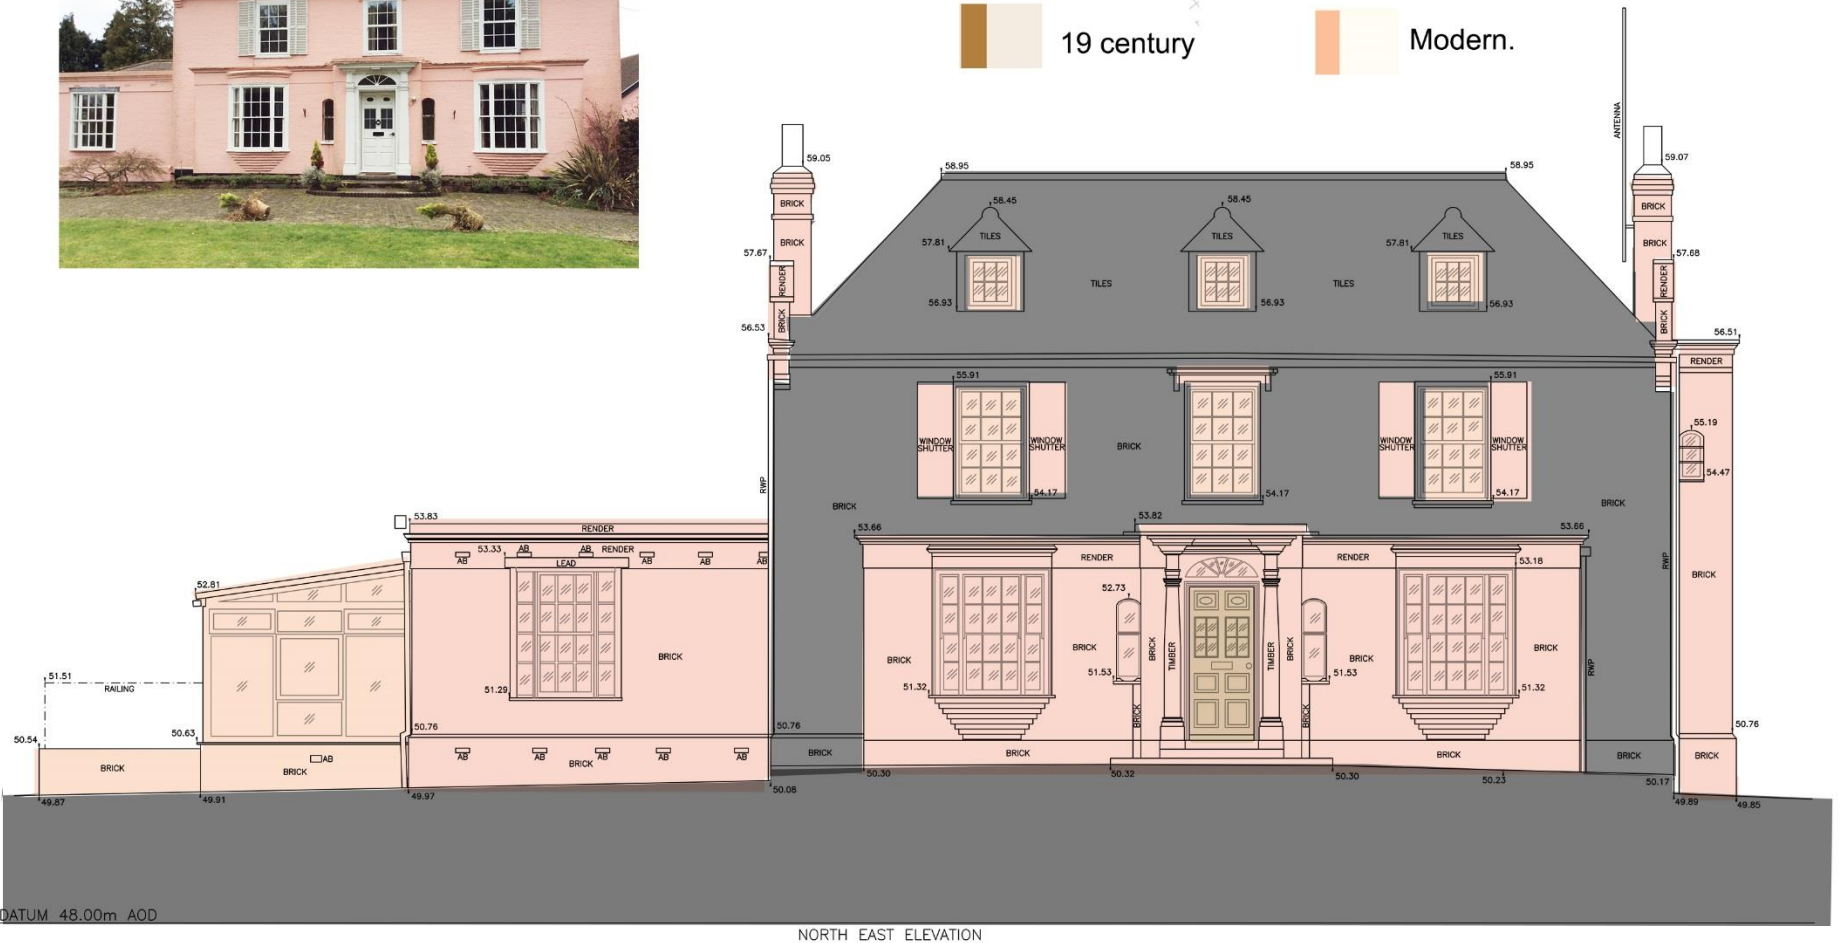 19 century
Modern.
ANTENNA
59.05
58.95
58.95
59.07
BRICK
BRICK
58.45
58.45
TILES
TILES
TILES
BRICK
BRICK
57.67
57.81
57.81
57.68
RENDER
TILES
TILES
RENDER
56.93
56.93
56.93
56.53
BRICK
BRICK
56.51
RENDER
55.91
55.91
WINDOW
SHUTTER
WINDOW
SHUTTER
BRICK
WINDOW
SHUTTER
WINDOW
SHUTTER
55.19
54.47
RWP
54.17
54.17
54.17
BRICK
BRICK
53.83
RENDER
53.66
53.82
53.66
53.33
AB
AB
RENDER
AB
AB
AB
AB
LEAD
RENDER
RENDER
53.18
RWP
BRICK
52.81
52.73
BRICK
BRICK
BRICK
BRICK
TIMBER
TIMBER
BRICK
BRICK
BRICK
RWP
51.51
RAILING
51.29
51.32
51.53
51.53
51.32
BRICK
BRICK
50.54
50.63
50.76
50.76
50.76
BRICK
BRICK
AB
AB
AB
BRICK
AB
AB
AB
BRICK
BRICK
BRICK
BRICK
BRICK
49.87
49.91
49.97
50.08
50.30
50.32
50.30
50.23
50.17
49.89
49.85
DATUM 48.00m AOD
NORTH EAST ELEVATION